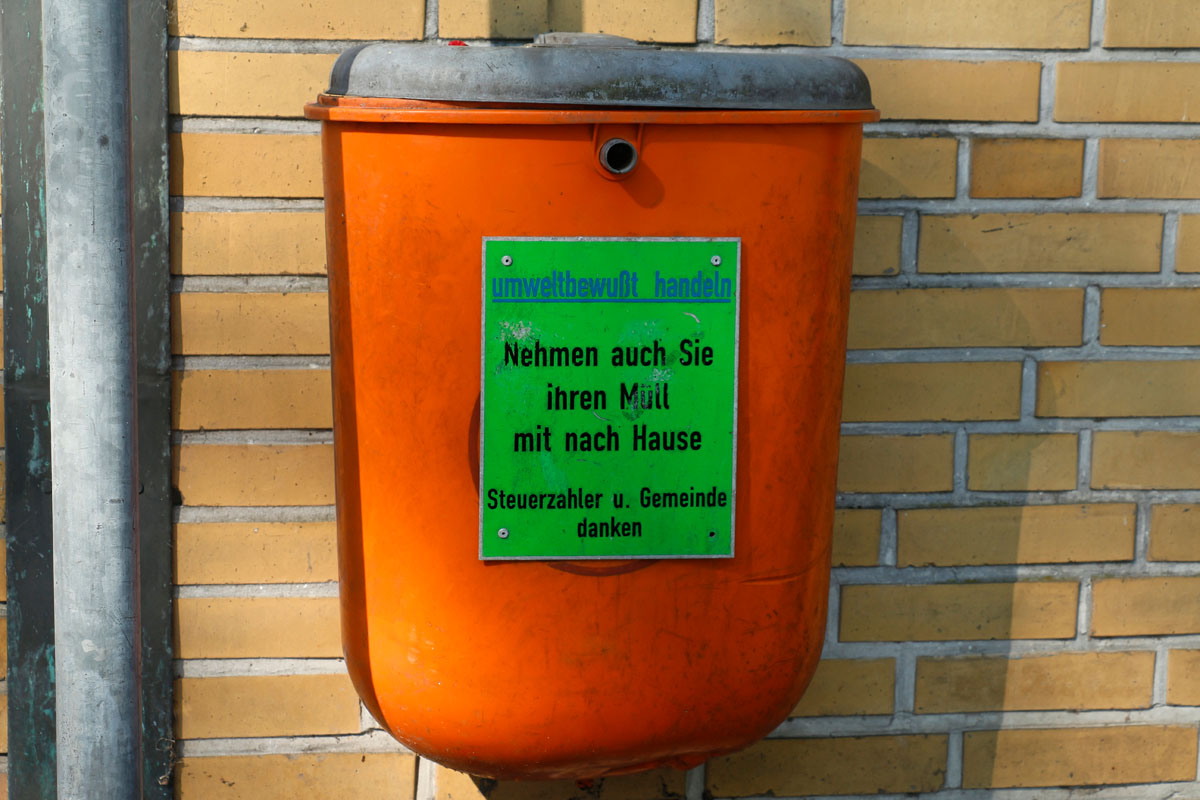 umweltbewußt handeln
Nehmen auch Sie
ihren Müll
mit nach Hause
Steuerzahler u. Gemeinde
danken